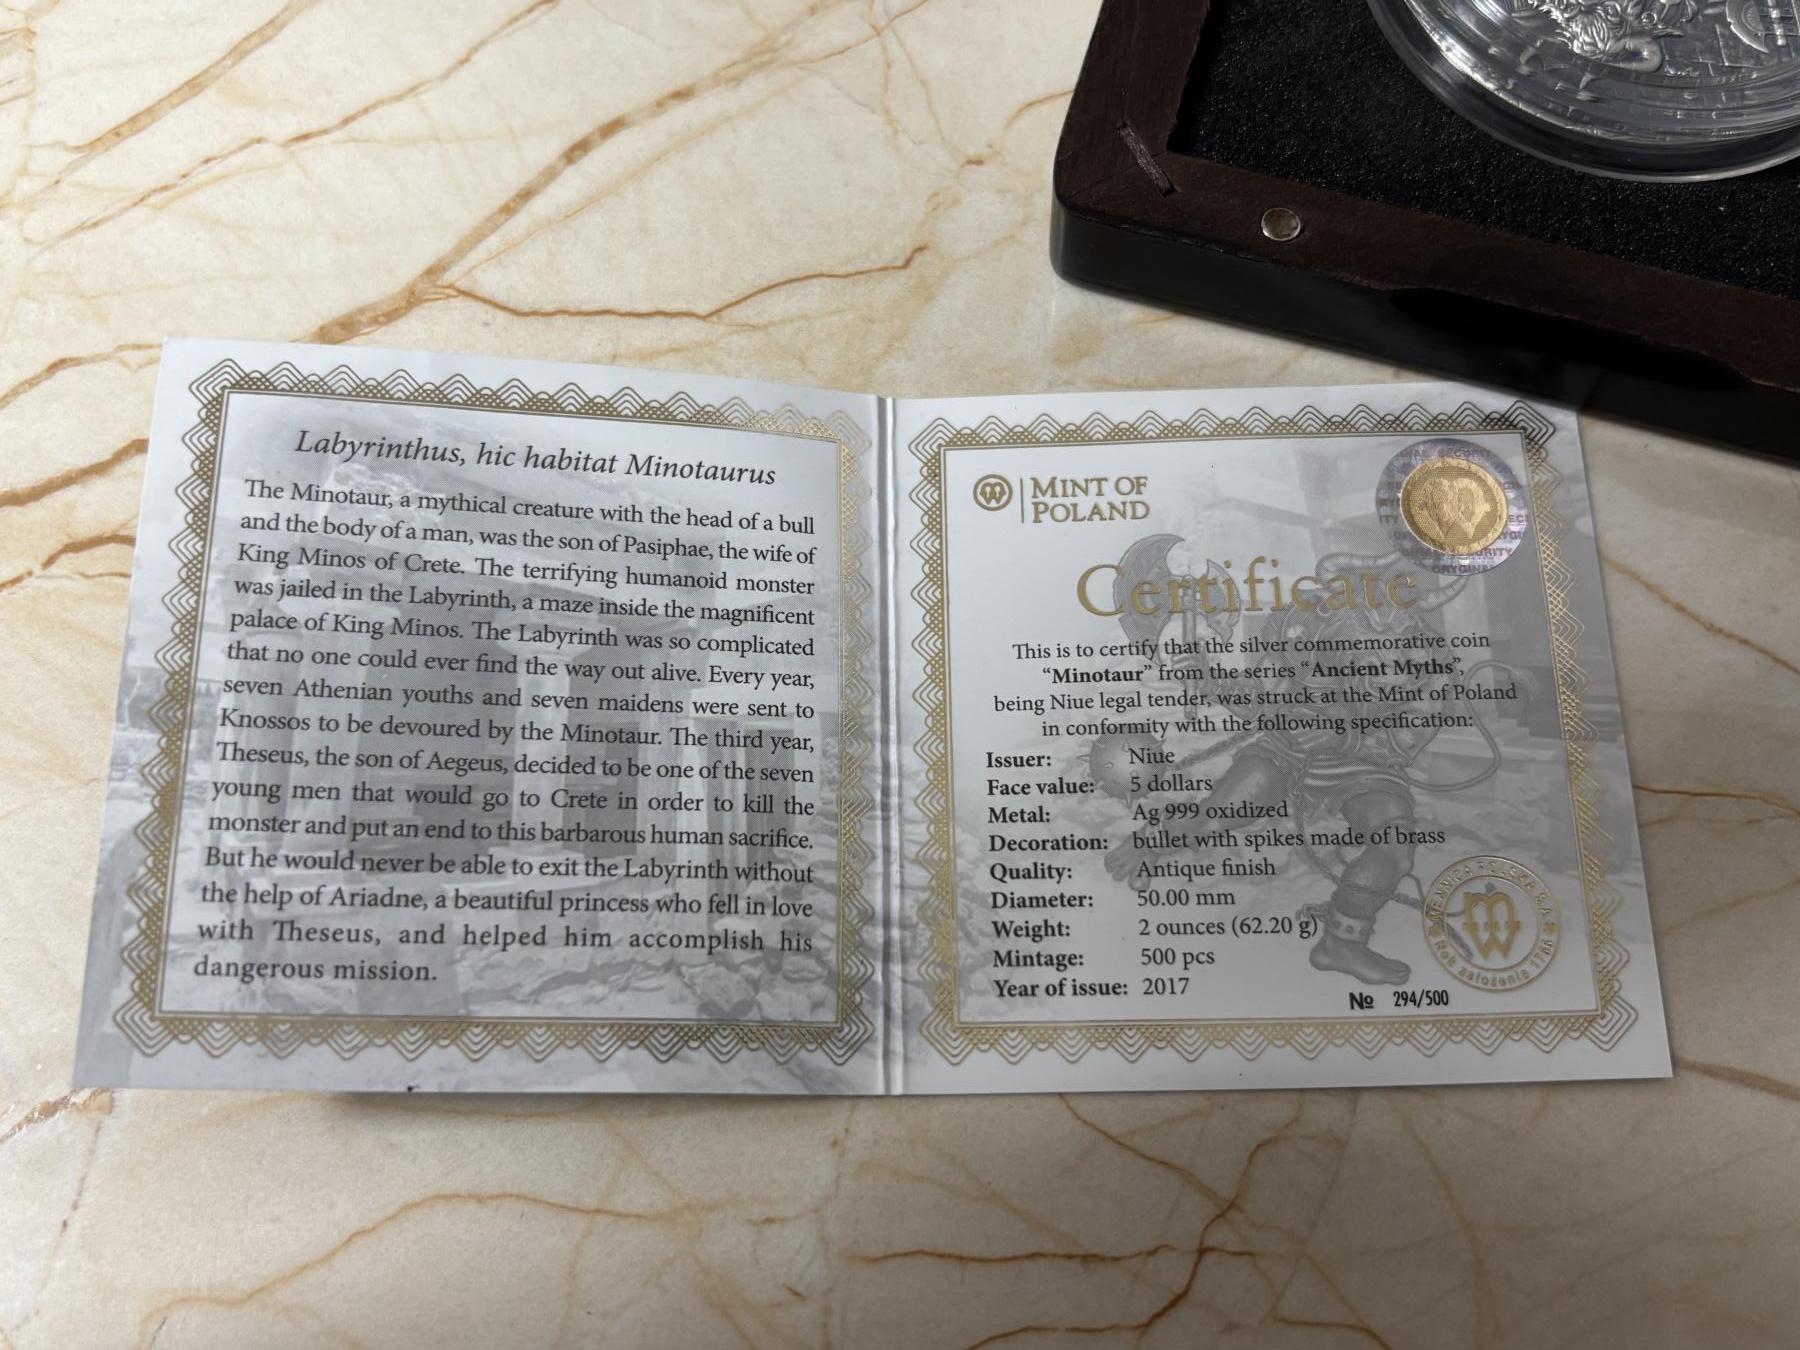 Labyrinthus, hic habitat Minotaurus
The Minotaur, a mythical creature with the head of a bull
and the body of a man, was the son of Pasiphae, the wife of
King Minos of Crete. The terrifying humanoid monster
was jailed in the Labyrinth, a maze inside the magnificent
palace of King Minos. The Labyrinth was so complicated
that no one could ever find the way out alive. Every year,
seven Athenian youths and seven maidens were sent to
Knossos to be devoured by the Minotaur. The third year,
Theseus, the son of Aegeus, decided to be one of the seven
young men that would go to Crete in order to kill the
monster and put an end to this barbarous human sacrifice.
But he would never be able to exit the Labyrinth without
the help of Ariadne, a beautiful princess who fell in love
with Theseus, and helped him accomplish his
dangerous mission.
MINT OF
POLAND
Certificate
This is to certify that the silver commemorative coin
“Minotaur” from the series “Ancient Myths”,
being Niue legal tender, was struck at the Mint of Poland
in conformity with the following specification:
Issuer: Niue
Face value: 5 dollars
Metal: Ag 999 oxidized
Decoration: bullet with spikes made of brass
Quality: Antique finish
Diameter: 50.00 mm
Weight: 2 ounces (62.20 g)
Mintage: 500 pcs
Year of issue: 2017
№ 294/500
MENNICA POLSKA S.A.
Rok założenia 1766